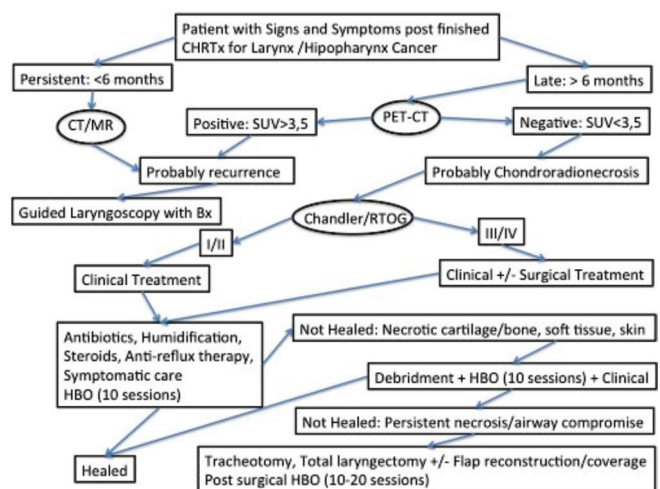 Patient with Signs and Symptoms post finished
CHRTx for Larynx /Hipopharynx Cancer
Persistent: <6 months
Late: > 6 months
CT/MR
Positive: SUV>3,5
PET-CT
Negative: SUV<3,5
Probably recurrence
Probably Chondroradionecrosis
Guided Laryngoscopy with Bx
Chandler/RTOG
I/II
III/IV
Clinical Treatment
Clinical +/- Surgical Treatment
Antibiotics, Humidification,
Steroids, Anti-reflux therapy,
Symptomatic care
HBO (10 sessions)
Not Healed: Necrotic cartilage/bone, soft tissue, skin
Debridment + HBO (10 sessions) + Clinical
Not Healed: Persistent necrosis/airway compromise
Healed
Tracheotomy, Total laryngectomy +/- Flap reconstruction/coverage
Post surgical HBO (10-20 sessions)